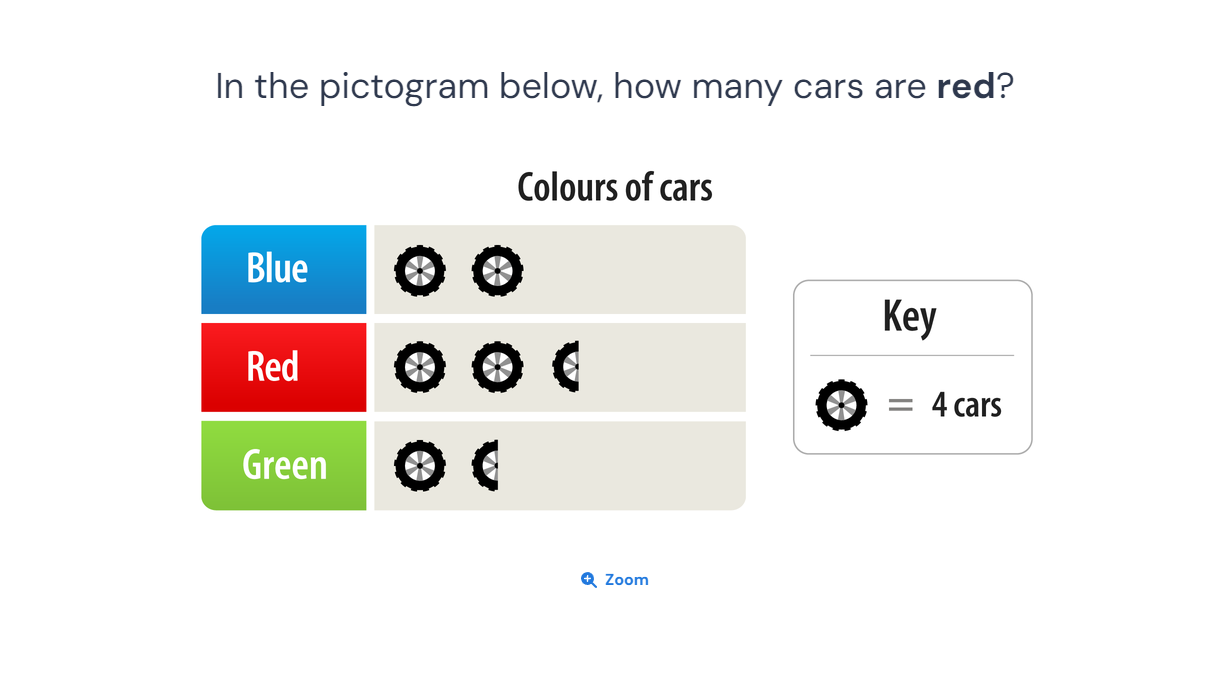 In the pictogram below, how many cars are red?
Colours of cars
Blue
Red
Green
Key
= 4 cars
Zoom